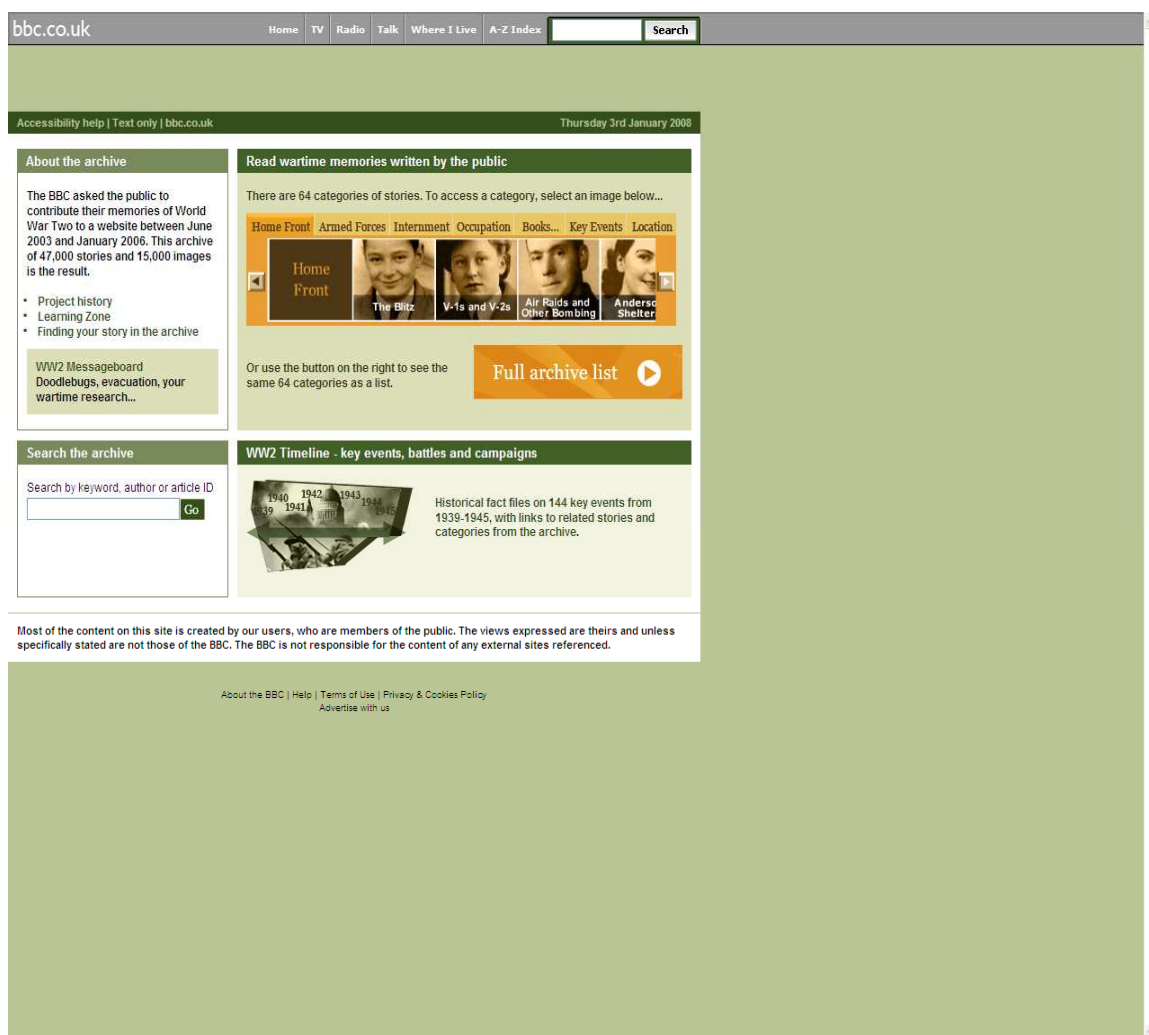 bbc.co.uk
Home TV Radio Talk Where I Live A-Z Index Search
Accessibility help | Text only | bbc.co.uk
Thursday 3rd January 2008
About the archive
The BBC asked the public to
contribute their memories of World
War Two to a website between June
2003 and January 2006. This archive
of 47,000 stories and 15,000 images
is the result.
• Project history
• Learning Zone
• Finding your story in the archive
WW2 Messageboard
Doodlebugs, evacuation, your
wartime research...
Read wartime memories written by the public
There are 64 categories of stories. To access a category, select an image below...
Home Front Armed Forces Internment Occupation Books... Key Events Location
Home
Front
The Blitz
V-1s and V-2s
Air Raids and
Other Bombing
Anderso
Shelter
Or use the button on the right to see the
same 64 categories as a list.
Full archive list
Search the archive
Search by keyword, author or article ID
Go
WW2 Timeline - key events, battles and campaigns
1940 1942 1943 1944
1939 1941 1945
Historical fact files on 144 key events from
1939-1945, with links to related stories and
categories from the archive.
Most of the content on this site is created by our users, who are members of the public. The views expressed are theirs and unless
specifically stated are not those of the BBC. The BBC is not responsible for the content of any external sites referenced.
About the BBC | Help | Terms of Use | Privacy & Cookies Policy
Advertise with us